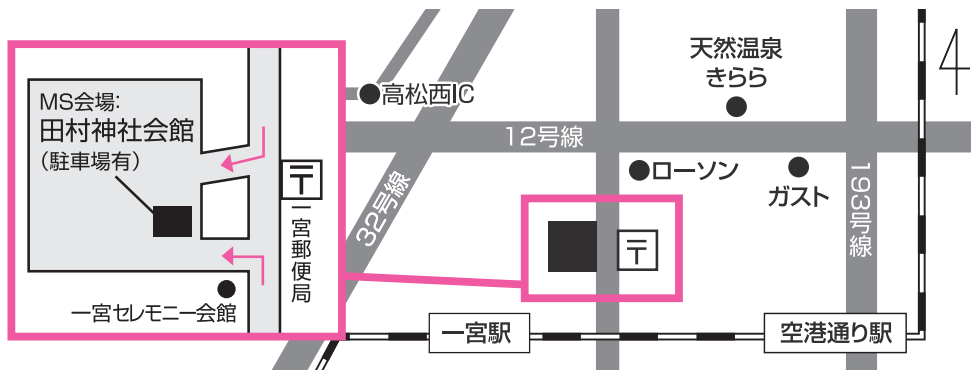 MS会場:
田村神社会館
(駐車場有)
〒
一宮郵便局
一宮セレモニー会館
高松西IC
32号線
12号線
天然温泉
きらら
ローソン
ガスト
193号線
〒
一宮駅
空港通り駅